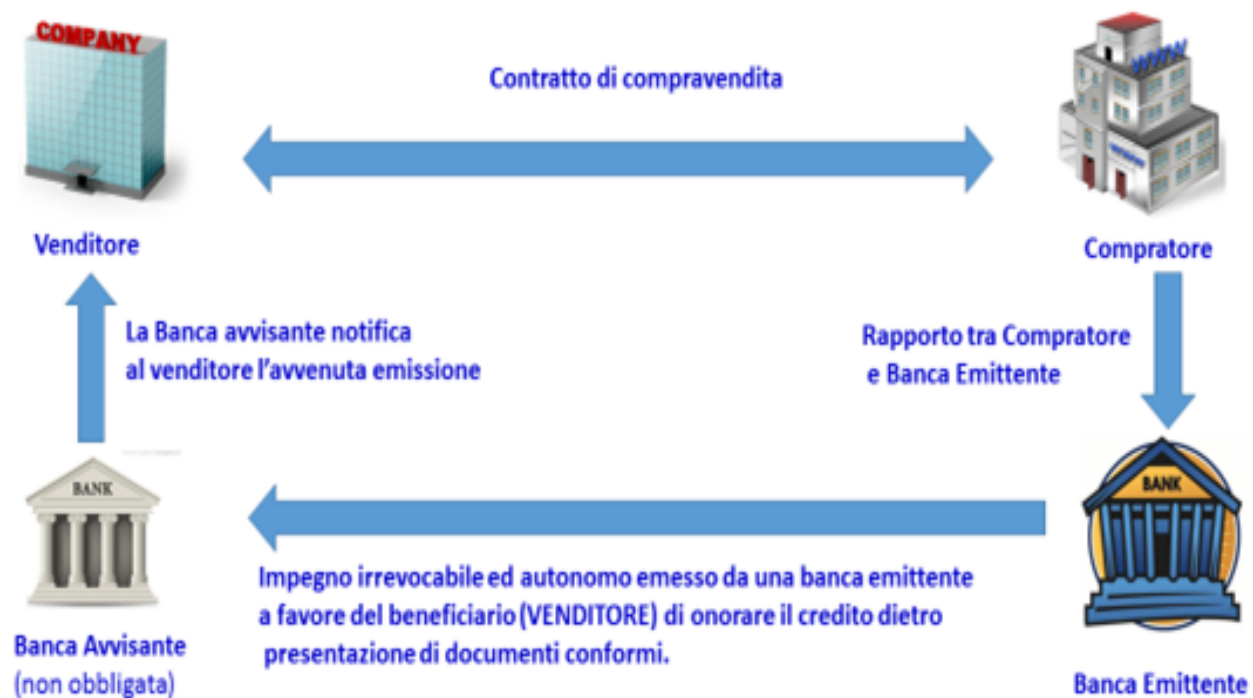 COMPANY
WWW
Contratto di compravendita
Venditore
Compratore
La Banca avvisante notifica
al venditore l'avvenuta emissione
Rapporto tra Compratore
e Banca Emittente
BANK
BANK
Impegno irrevocabile ed autonomo emesso da una banca emittente
a favore del beneficiario (VENDITORE) di onorare il credito dietro
presentazione di documenti conformi.
Banca Avvisante
(non obbligata)
Banca Emittente